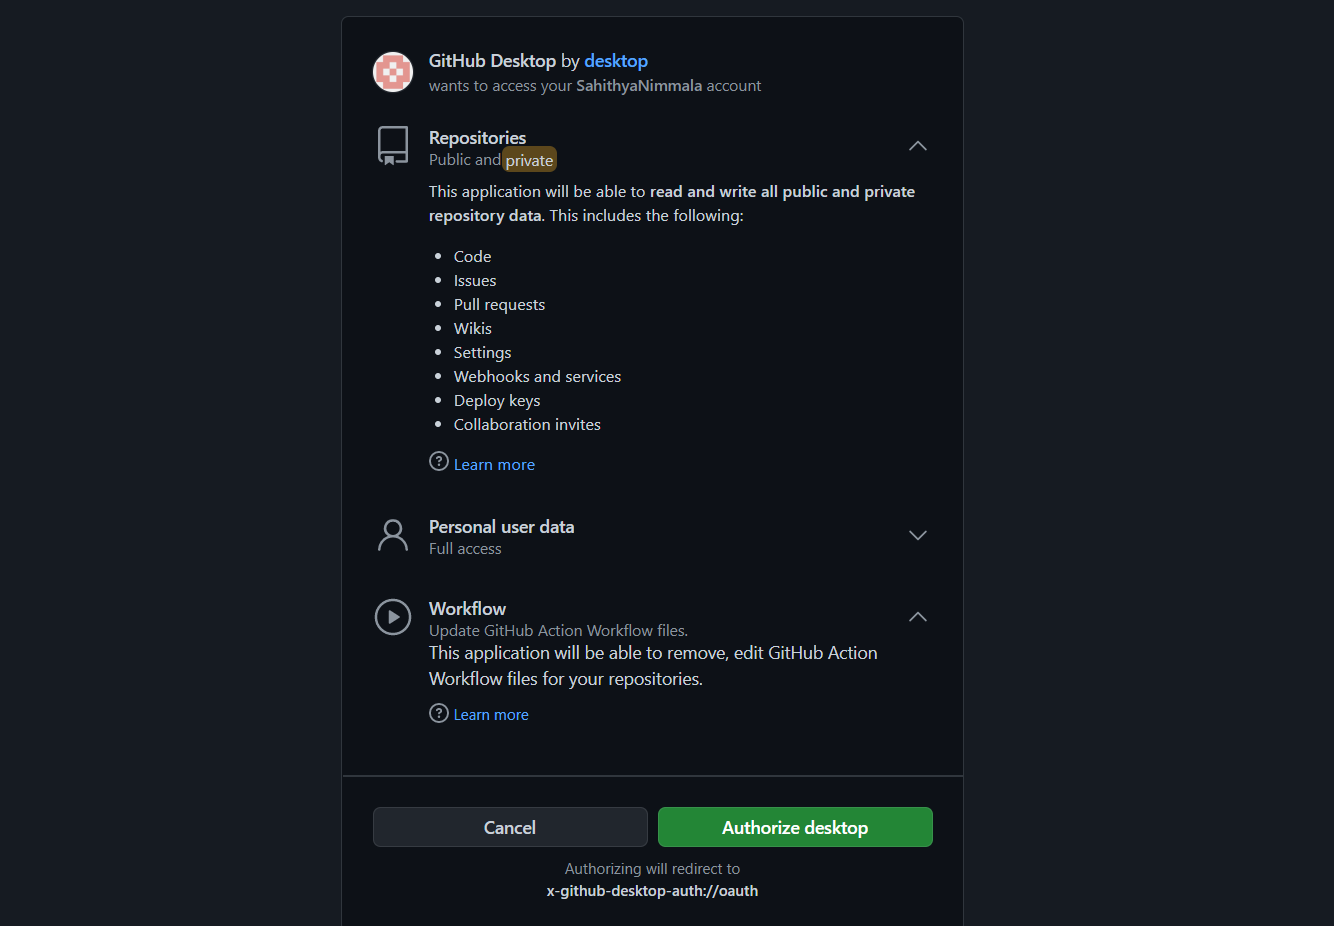 GitHub Desktop by desktop
wants to access your SahithyaNimmala account
Repositories
Public and private
This application will be able to read and write all public and private
repository data. This includes the following:
Code
Issues
Pull requests
Wikis
Settings
Webhooks and services
Deploy keys
Collaboration invites
Learn more
Personal user data
Full access
Workflow
Update GitHub Action Workflow files.
This application will be able to remove, edit GitHub Action
Workflow files for your repositories.
Learn more
Cancel
Authorize desktop
Authorizing will redirect to
x-github-desktop-auth://oauth